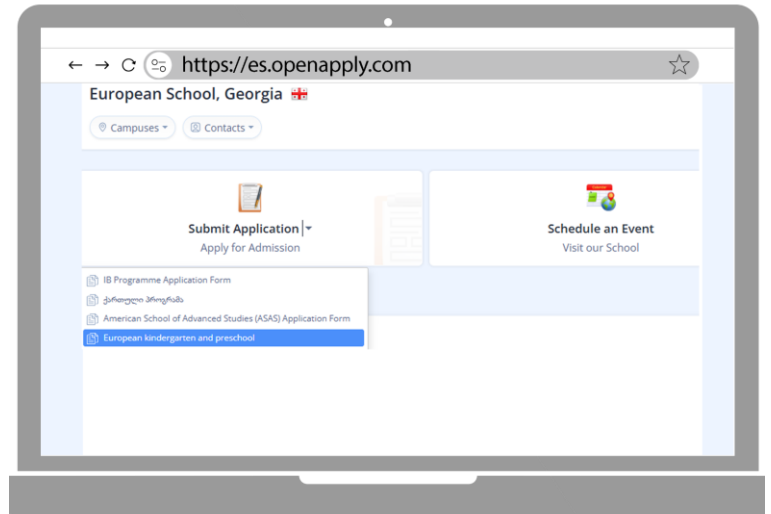 https://es.openapply.com
European School, Georgia
Campuses
Contacts
Submit Application
Apply for Admission
Schedule an Event
Visit our School
IB Programme Application Form
ქართული პროგრამა
American School of Advanced Studies (ASAS) Application Form
European kindergarten and preschool